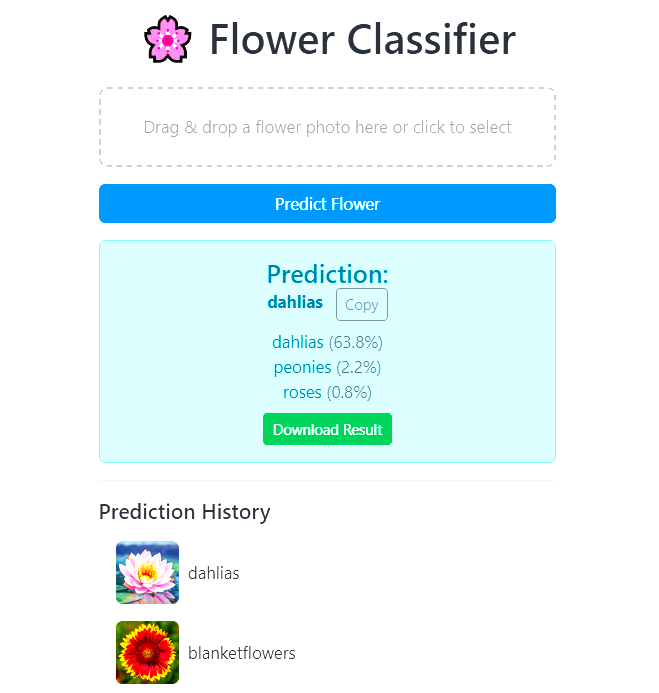 Flower Classifier
Drag & drop a flower photo here or click to select
Predict Flower
Prediction:
dahlias Copy
dahlias (63.8%)
peonies (2.2%)
roses (0.8%)
Download Result
Prediction History
dahlias
blanketflowers